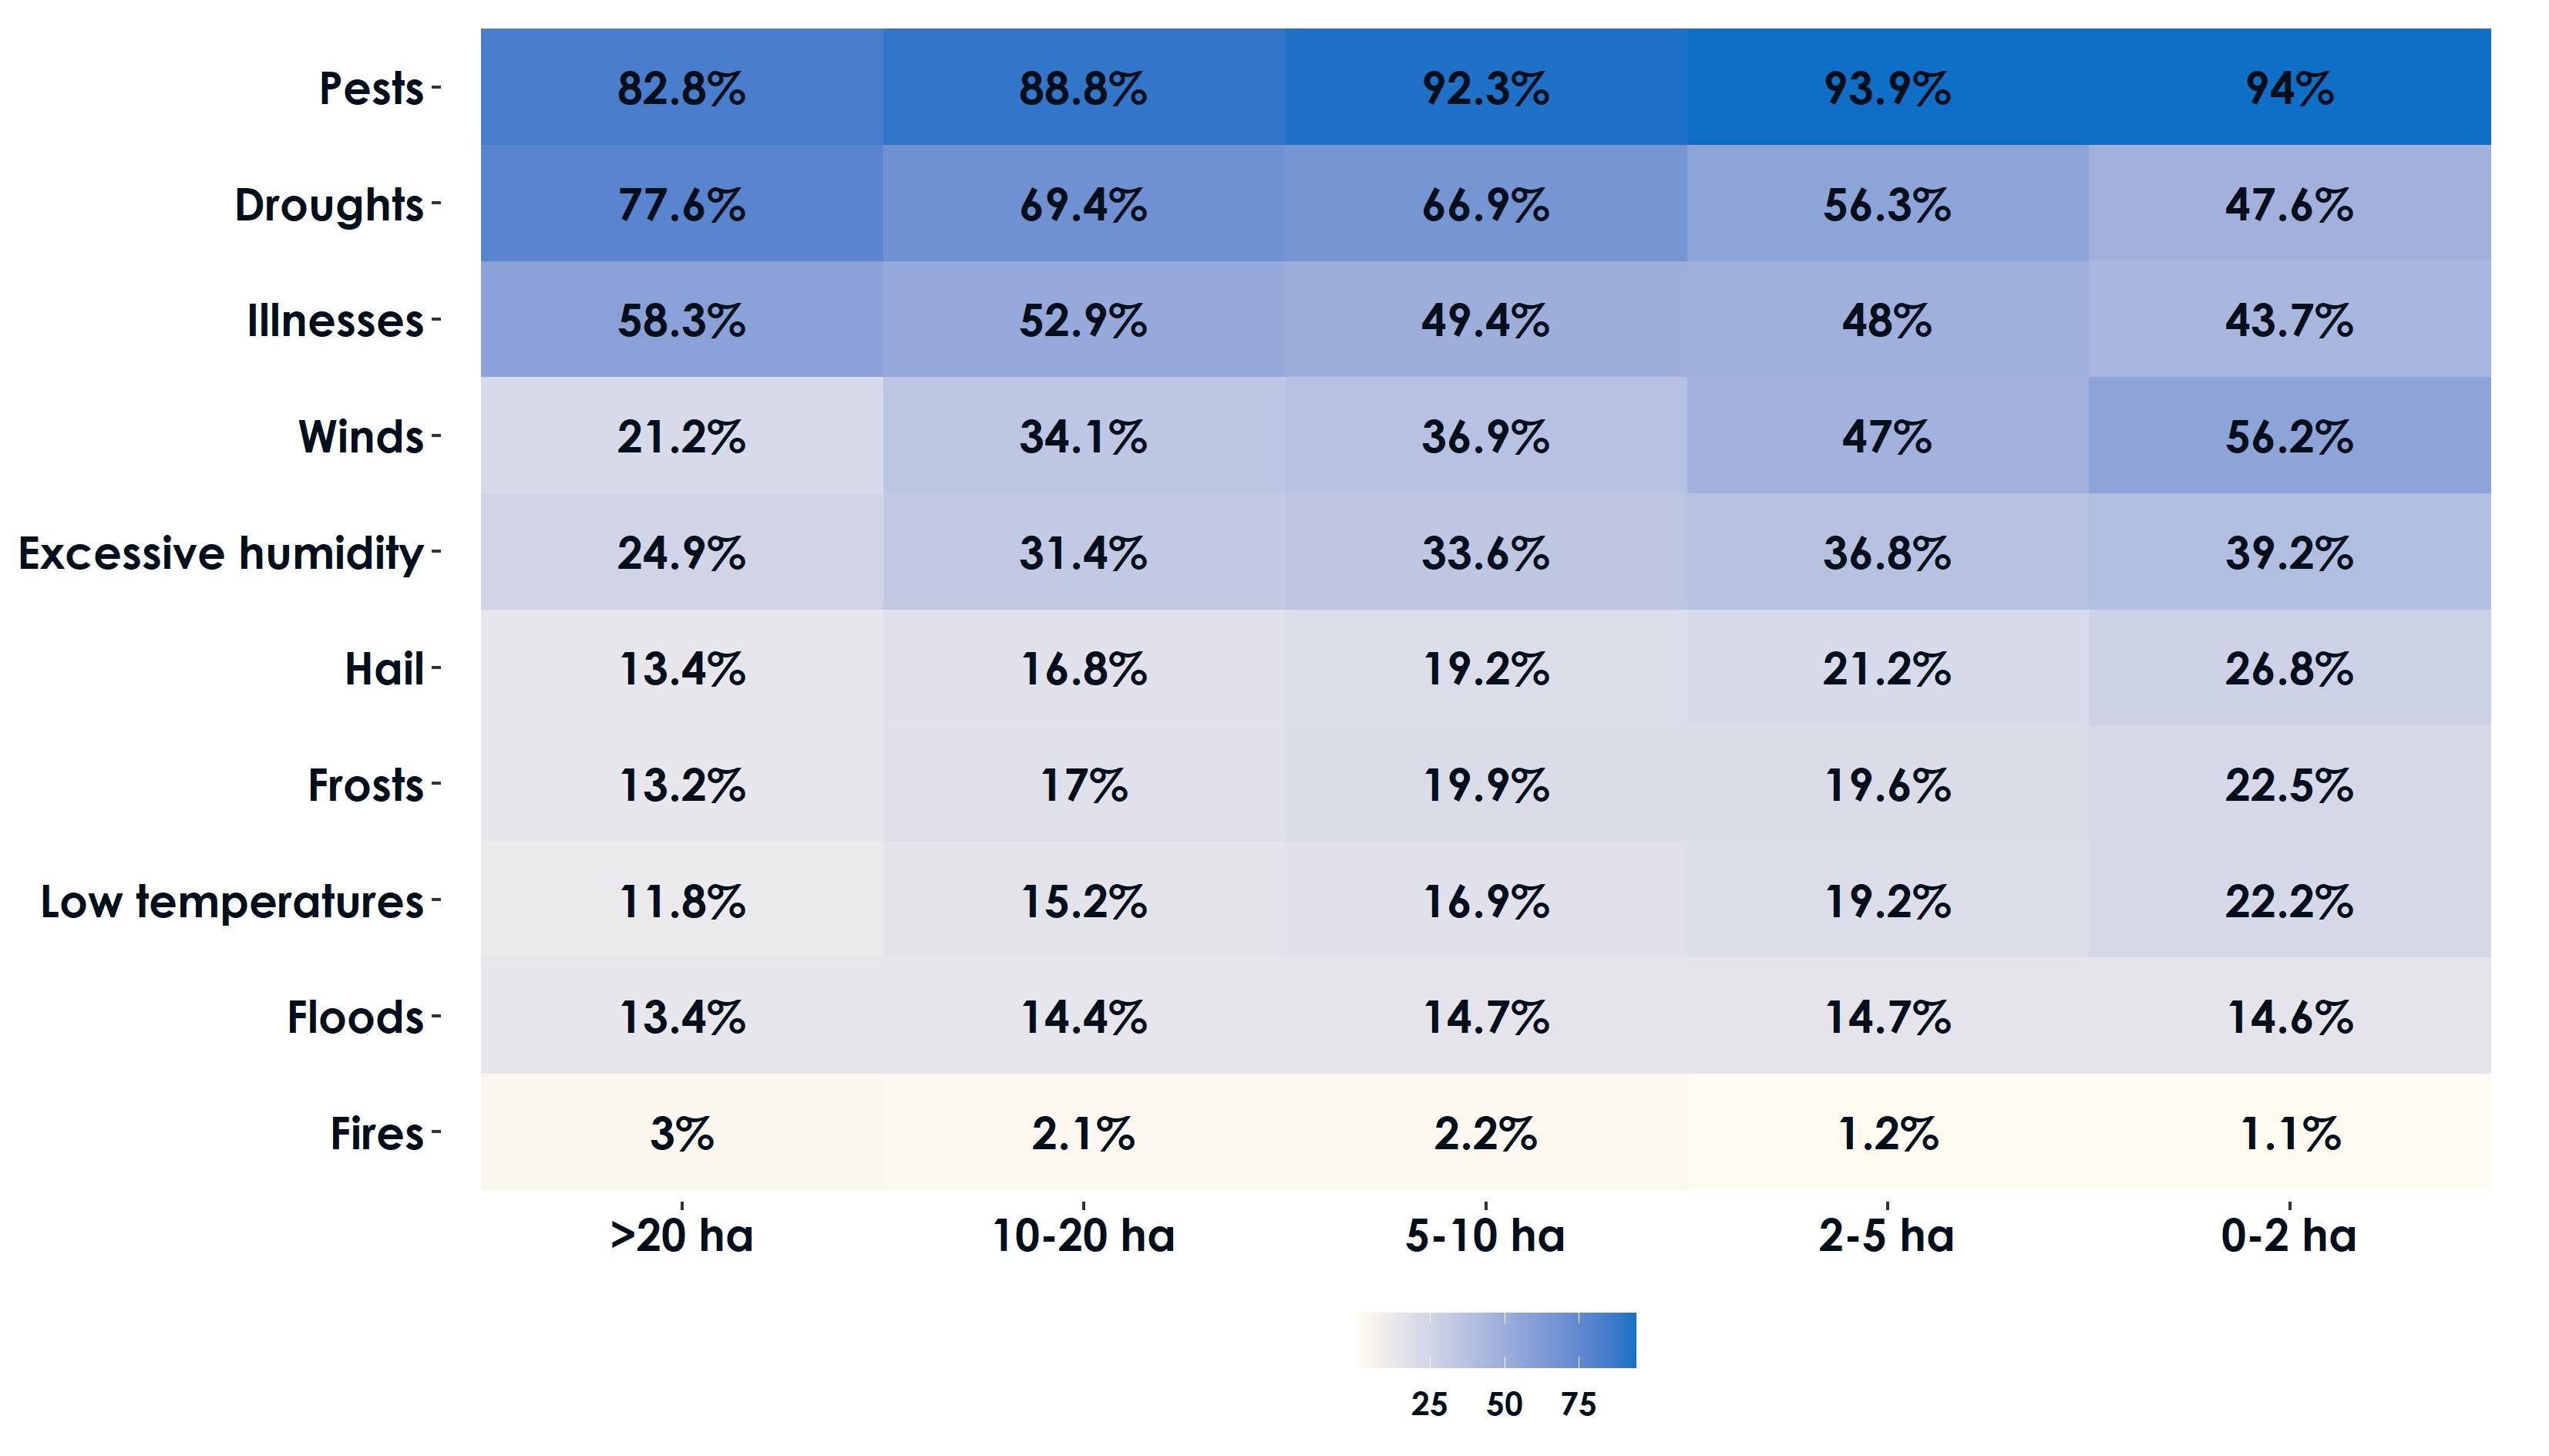 Pests 82.8% 88.8% 92.3% 93.9% 94%
Droughts 77.6% 69.4% 66.9% 56.3% 47.6%
Illnesses 58.3% 52.9% 49.4% 48% 43.7%
Winds 21.2% 34.1% 36.9% 47% 56.2%
Excessive humidity 24.9% 31.4% 33.6% 36.8% 39.2%
Hail 13.4% 16.8% 19.2% 21.2% 26.8%
Frosts 13.2% 17% 19.9% 19.6% 22.5%
Low temperatures 11.8% 15.2% 16.9% 19.2% 22.2%
Floods 13.4% 14.4% 14.7% 14.7% 14.6%
Fires 3% 2.1% 2.2% 1.2% 1.1%
>20 ha 10-20 ha 5-10 ha 2-5 ha 0-2 ha
25 50 75